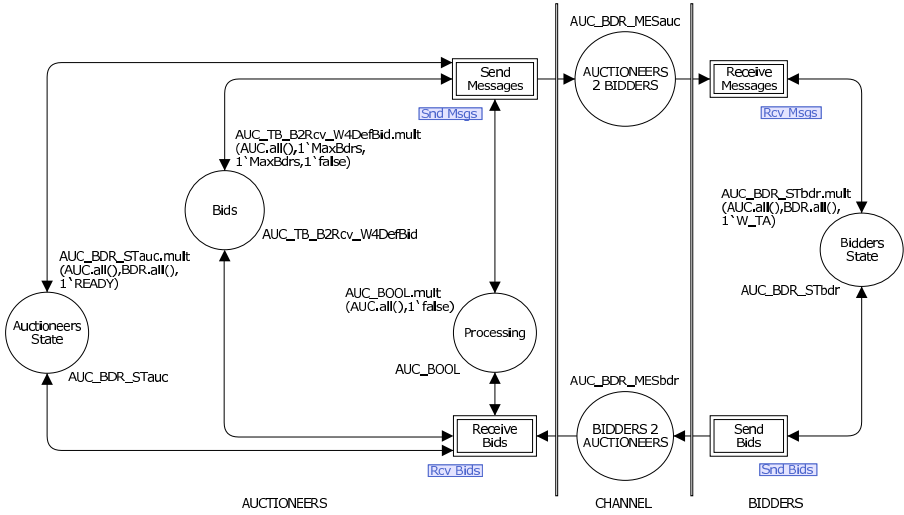 AUC_BDR_MESauc
Send
Messages
AUCTIONEERS
2 BIDDERS
Receive
Messages
Snd Msgs
Rcv Msgs
AUC_TB_B2Rcv_W4DefBid.mult
(AUC.all(),1`MaxBdrs,
1`MaxBdrs,1`false)
Bids
AUC_TB_B2Rcv_W4DefBid
AUC_BDR_STbdr.mult
(AUC.all(),BDR.all(),
1`W_TA)
Bidders
State
AUC_BDR_STbdr
AUC_BDR_STauc.mult
(AUC.all(),BDR.all(),
1`READY)
Auctioneers
State
AUC_BDR_STauc
AUC_BOOL.mult
(AUC.all(),1`false)
Processing
AUC_BOOL
AUC_BDR_MESbdr
Receive
Bids
BIDDERS 2
AUCTIONEERS
Send
Bids
Rcv Bids
Snd Bids
AUCTIONEERS
CHANNEL
BIDDERS